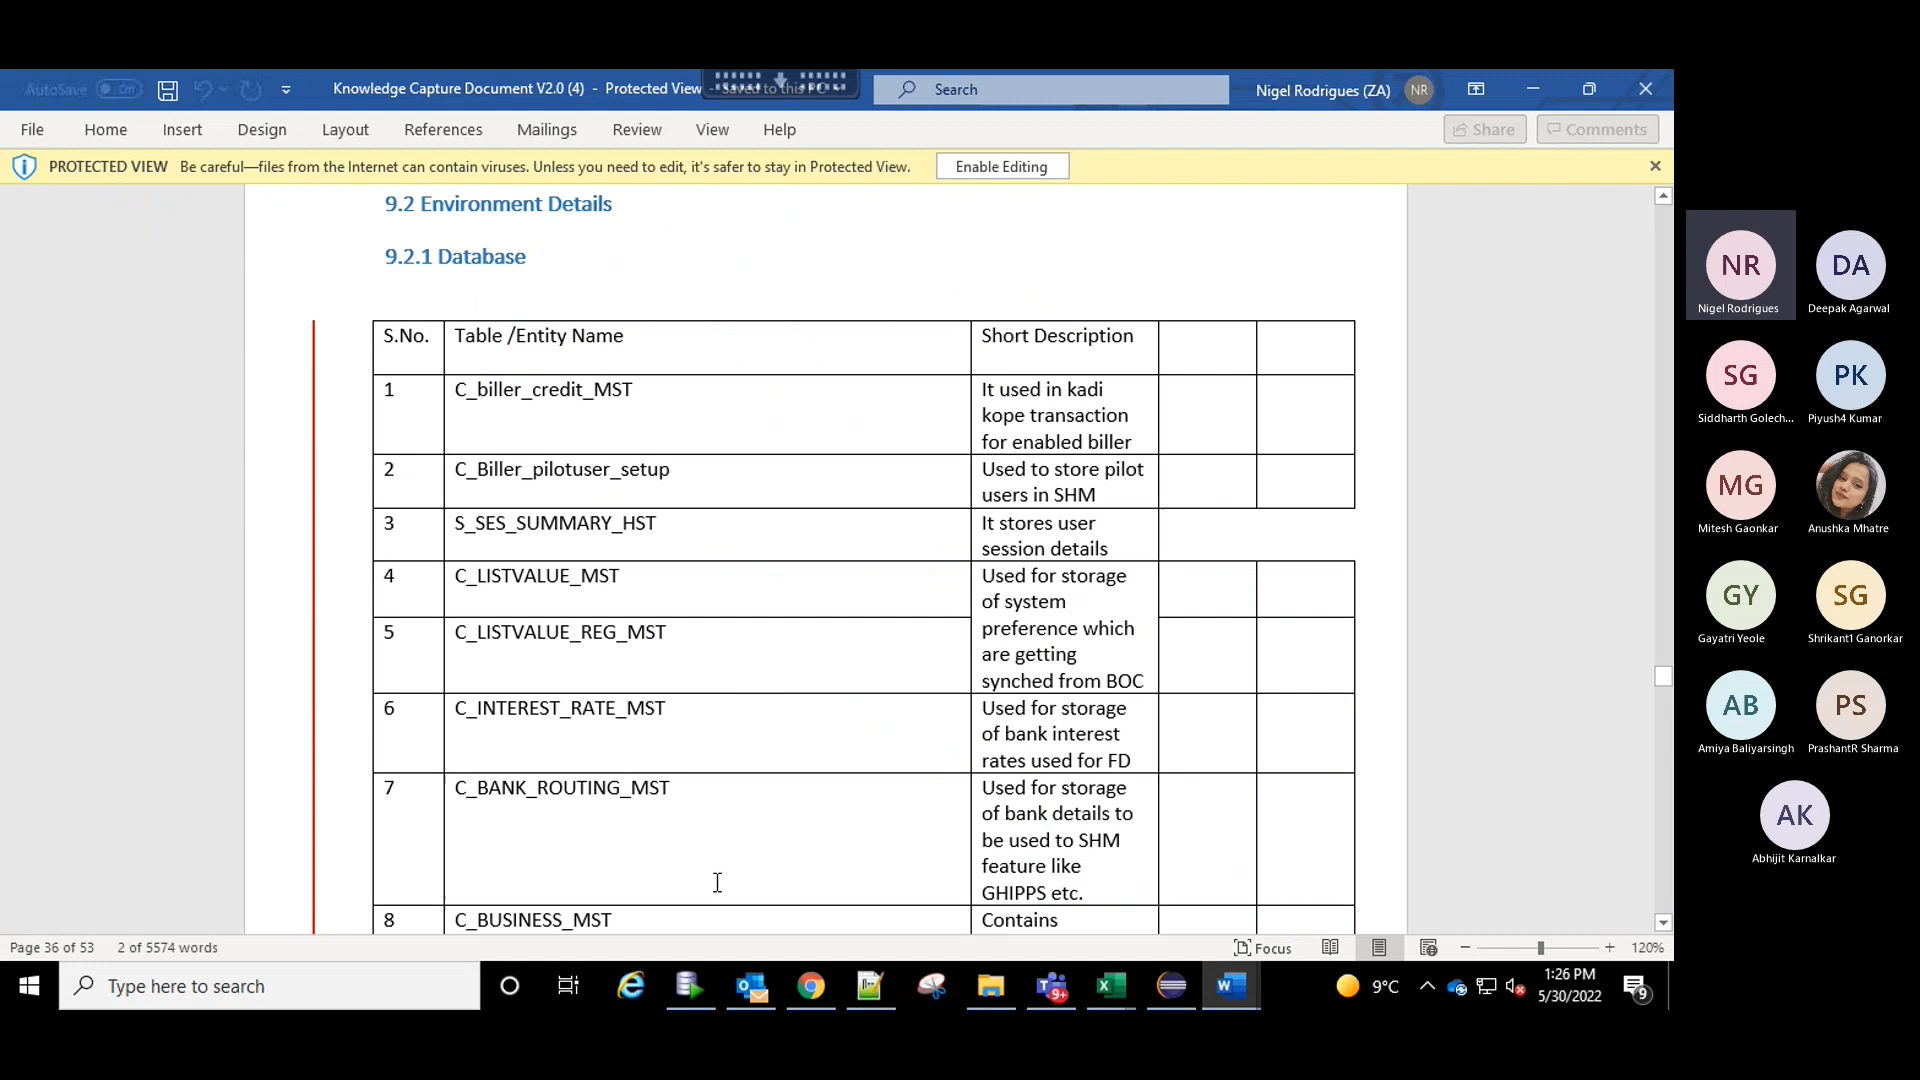 AutoSave Off Knowledge Capture Document V2.0 (4) - Protected View - Saved to this PC Search Nigel Rodrigues (ZA) NR
File Home Insert Design Layout References Mailings Review View Help Share Comments
PROTECTED VIEW Be careful—files from the Internet can contain viruses. Unless you need to edit, it's safer to stay in Protected View. Enable Editing
9.2 Environment Details
9.2.1 Database
S.No. Table /Entity Name Short Description
1 C_biller_credit_MST It used in kadi
kope transaction
for enabled biller
2 C_Biller_pilotuser_setup Used to store pilot
users in SHM
3 S_SES_SUMMARY_HST It stores user
session details
4 C_LISTVALUE_MST Used for storage
of system
5 C_LISTVALUE_REG_MST preference which
are getting
synched from BOC
6 C_INTEREST_RATE_MST Used for storage
of bank interest
rates used for FD
7 C_BANK_ROUTING_MST Used for storage
of bank details to
be used to SHM
feature like
GHIPPS etc.
8 C_BUSINESS_MST Contains
Page 36 of 53 2 of 5574 words Focus 120%
Type here to search 9+ 9°C 1:26 PM
5/30/2022 9
NR DA
Nigel Rodrigues Deepak Agarwal
SG PK
Siddharth Golech... Piyush4 Kumar
MG
Mitesh Gaonkar Anushka Mhatre
GY SG
Gayatri Yeole Shrikant1 Ganorkar
AB PS
Amiya Baliyarsingh PrashantR Sharma
AK
Abhijit Karnalkar